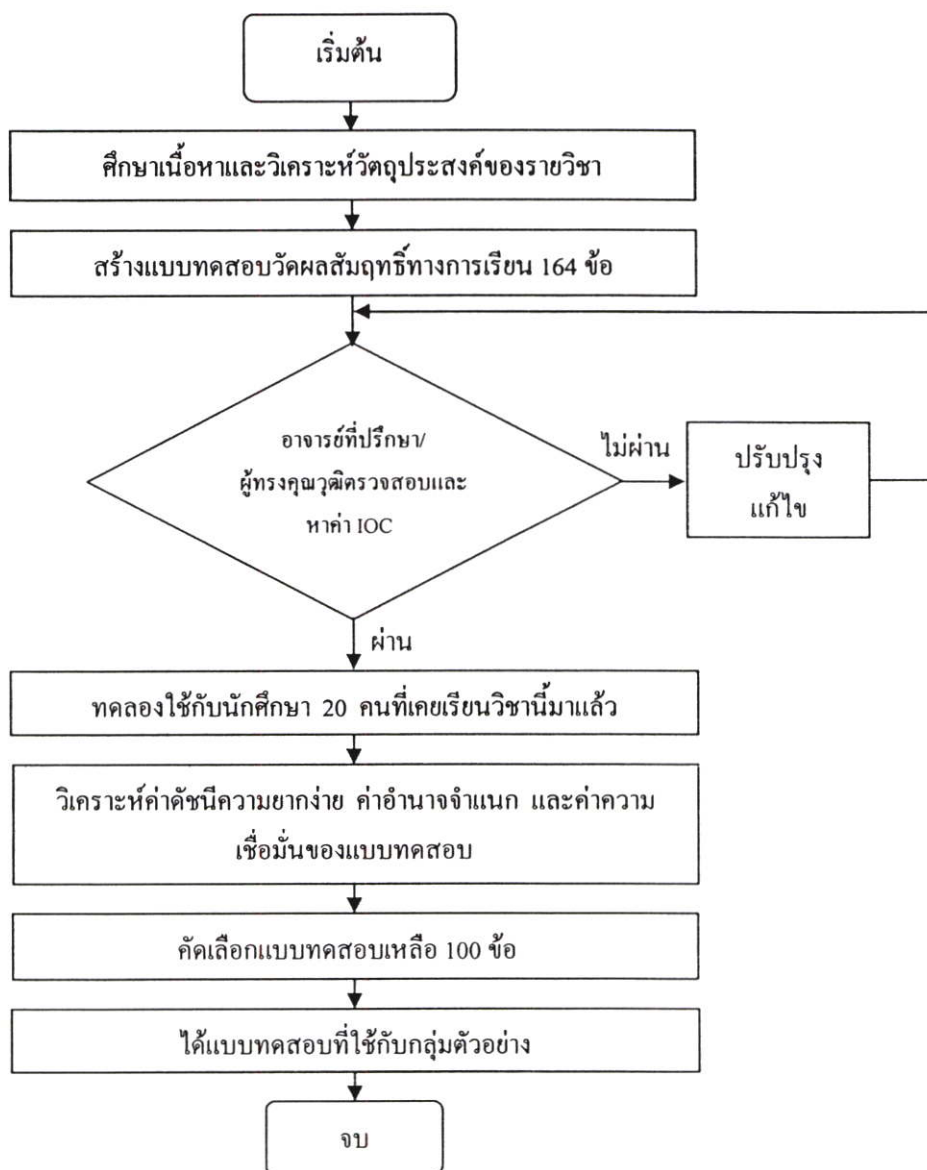 เริ่มต้น
ศึกษาเนื้อหาและวิเคราะห์วัตถุประสงค์ของรายวิชา
สร้างแบบทดสอบวัดผลสัมฤทธิ์ทางการเรียน 164 ข้อ
อาจารย์ที่ปรึกษา/
ผู้ทรงคุณวุฒิตรวจสอบและ
หาค่า IOC
ไม่ผ่าน
ปรับปรุง
แก้ไข
ผ่าน
ทดลองใช้กับนักศึกษา 20 คนที่เคยเรียนวิชานี้มาแล้ว
วิเคราะห์ค่าดัชนีความยากง่าย ค่าอำนาจจำแนก และค่าความ
เชื่อมั่นของแบบทดสอบ
คัดเลือกแบบทดสอบเหลือ 100 ข้อ
ได้แบบทดสอบที่ใช้กับกลุ่มตัวอย่าง
จบ